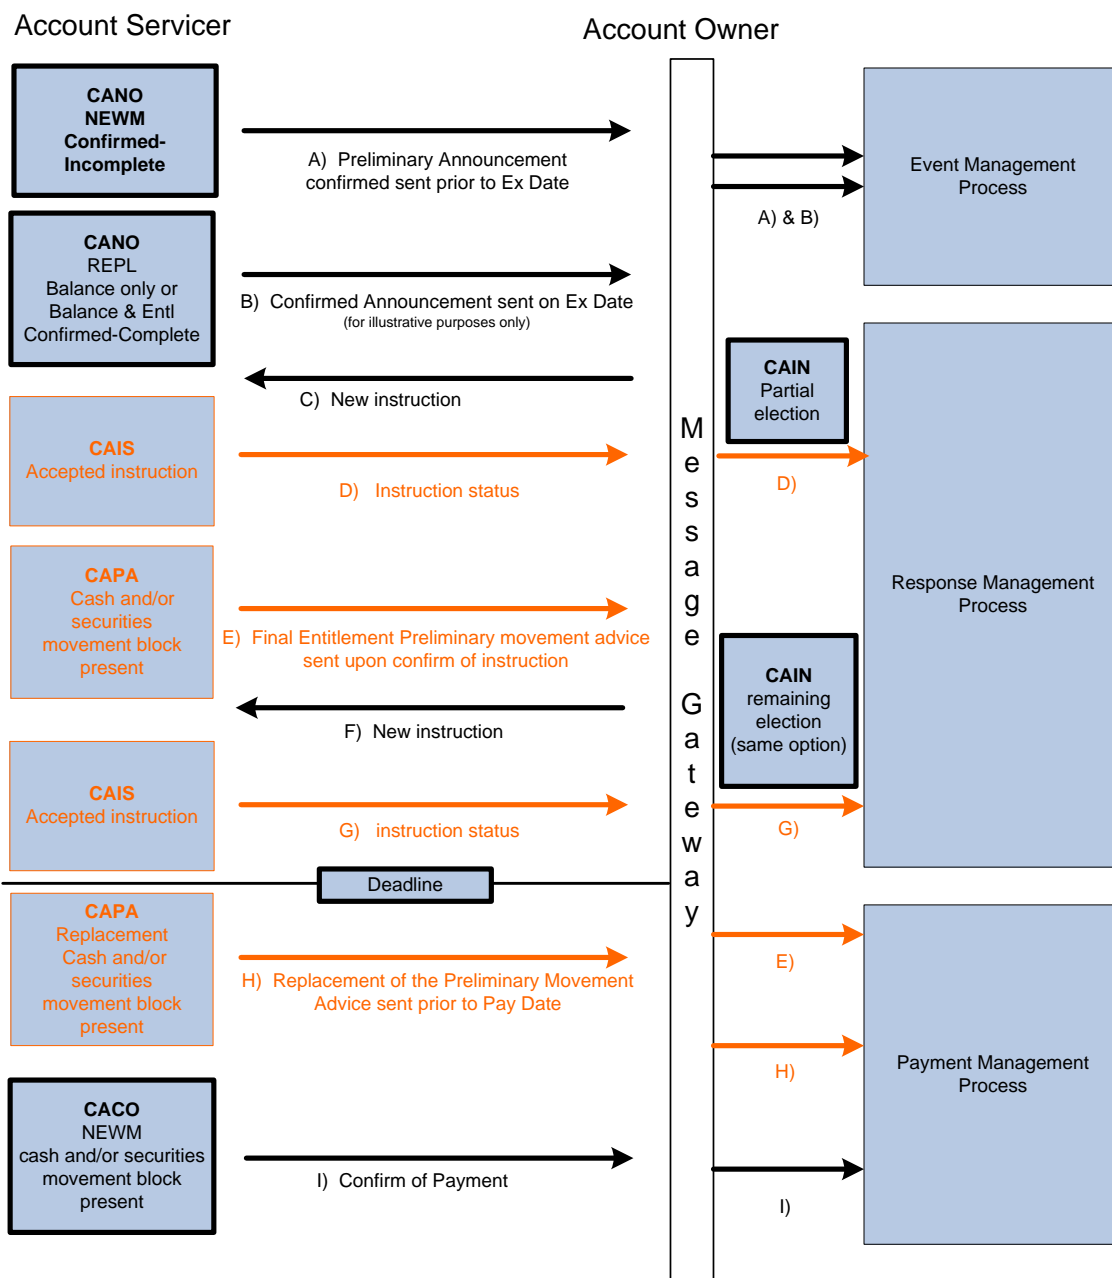 Account Servicer
Account Owner
CANO
NEWM
Confirmed-
Incomplete
A)  Preliminary Announcement
confirmed sent prior to Ex Date
A) & B)
Event Management
Process
CANO
REPL
Balance only or
Balance & Entl
Confirmed-Complete
B)  Confirmed Announcement sent on Ex Date
(for illustrative purposes only)
C)  New instruction
CAIN
Partial
election
CAIS
Accepted instruction
D)   Instruction status
D)
Message Gateway
Response Management
Process
CAPA
Cash and/or
securities
movement block
present
E)  Final Entitlement Preliminary movement advice
sent upon confirm of instruction
CAIN
remaining
election
(same option)
F)  New instruction
CAIS
Accepted instruction
G)   instruction status
G)
Deadline
CAPA
Replacement
Cash and/or
securities
movement block
present
H)  Replacement of the Preliminary Movement
Advice sent prior to Pay Date
E)
H)
Payment Management
Process
CACO
NEWM
cash and/or securities
movement block
present
I)  Confirm of Payment
I)